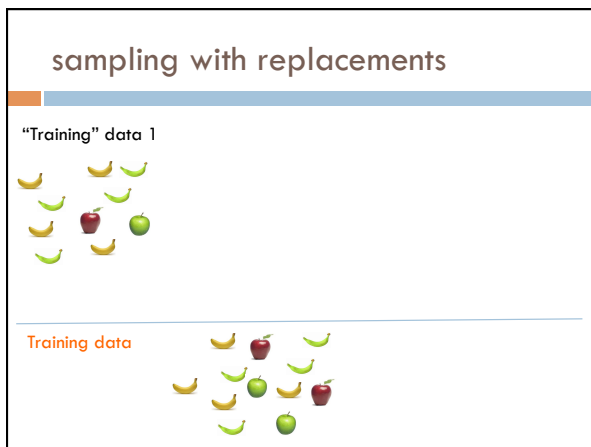 sampling with replacements
“Training” data 1
Training data